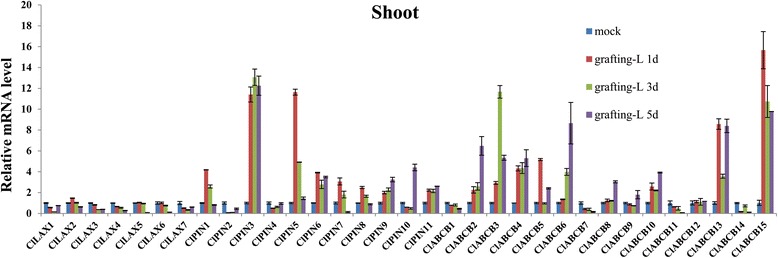 Shoot
Relative mRNA level
20
18
16
14
12
10
8
6
4
2
0
mock
grafting-L 1d
grafting-L 3d
grafting-L 5d
ClLAX1
ClLAX2
ClLAX3
ClLAX4
ClLAX5
ClLAX6
ClLAX7
ClPIN1
ClPIN2
ClPIN3
ClPIN4
ClPIN5
ClPIN6
ClPIN7
ClPIN8
ClPIN9
ClPIN10
ClPIN11
ClABCB1
ClABCB2
ClABCB3
ClABCB4
ClABCB5
ClABCB6
ClABCB7
ClABCB8
ClABCB9
ClABCB10
ClABCB11
ClABCB12
ClABCB13
ClABCB14
ClABCB15